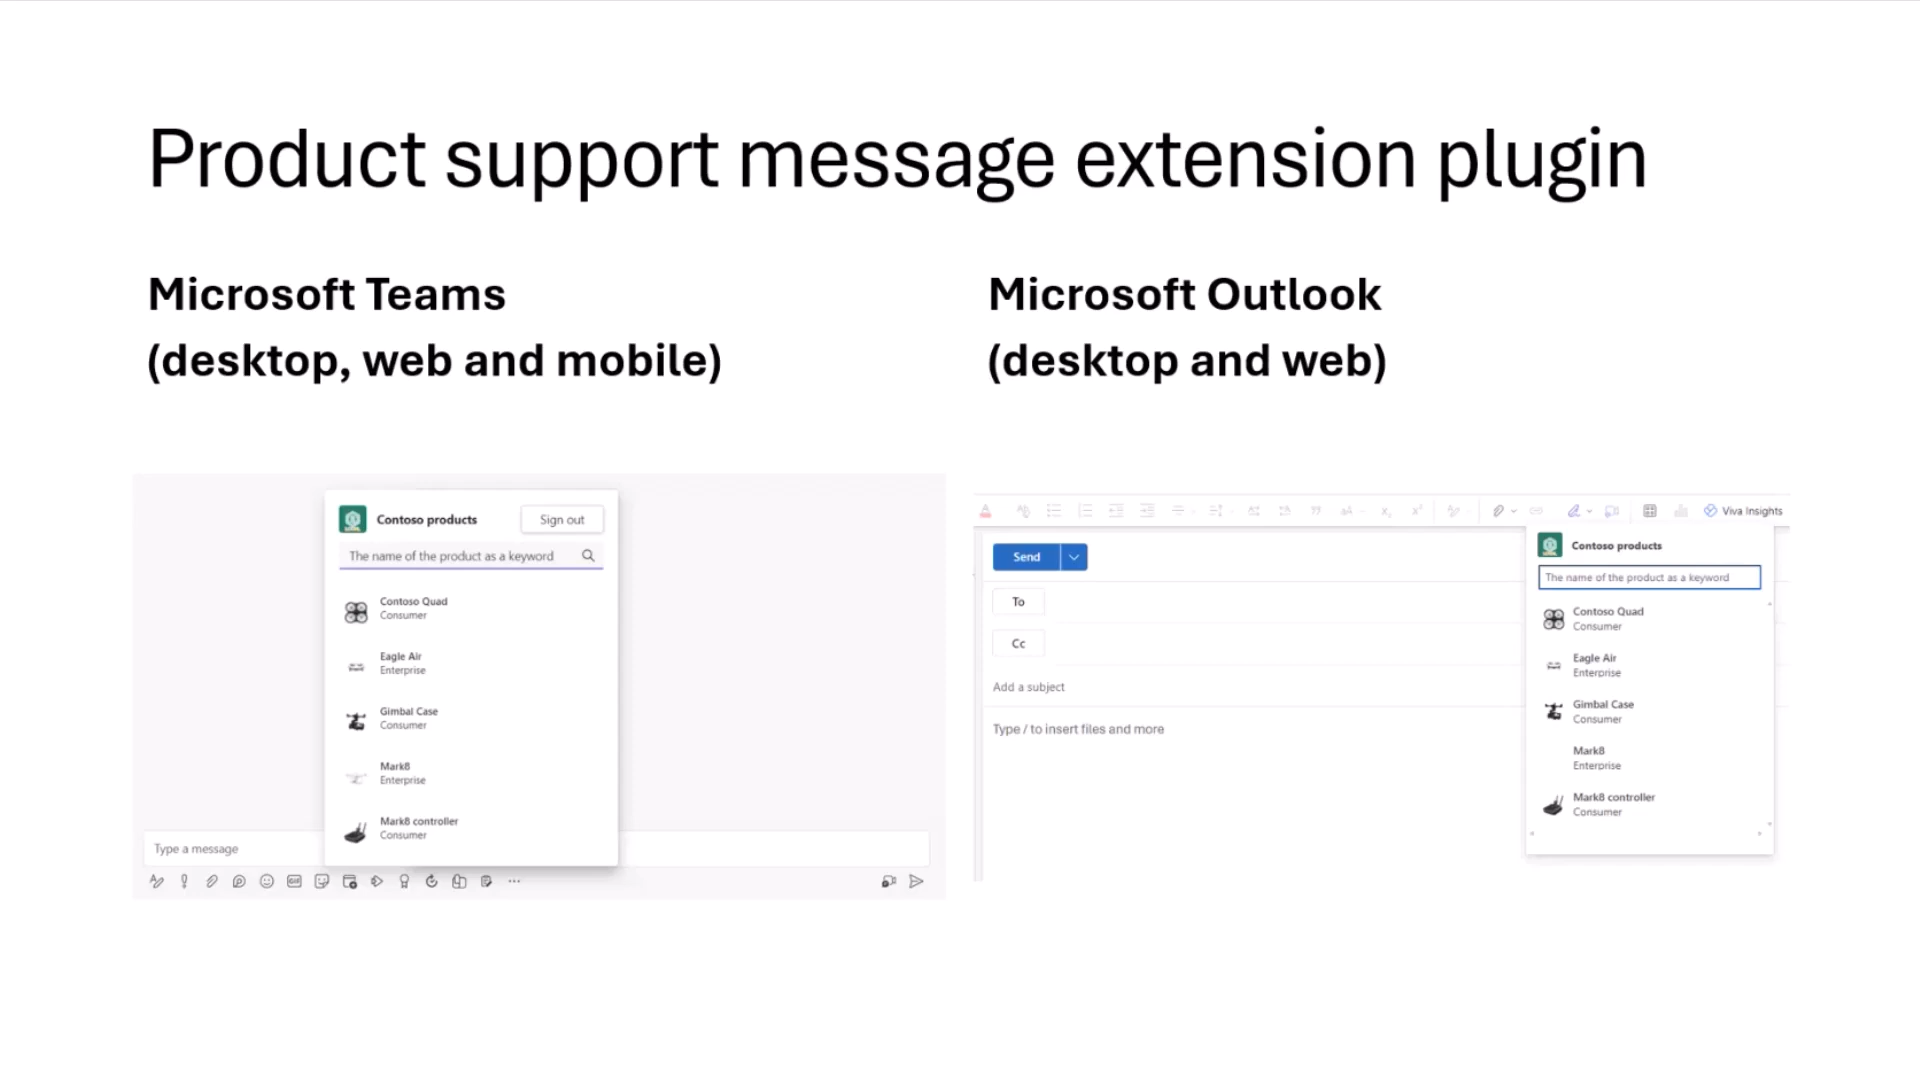 Product support message extension plugin
Microsoft Teams
(desktop, web and mobile)
Contoso products
Sign out
The name of the product as a keyword
Contoso Quad
Consumer
Eagle Air
Enterprise
Gimbal Case
Consumer
Mark8
Enterprise
Mark8 controller
Consumer
Type a message
GIF
Microsoft Outlook
(desktop and web)
Viva Insights
Send
To
Cc
Add a subject
Type / to insert files and more
Contoso products
The name of the product as a keyword
Contoso Quad
Consumer
Eagle Air
Enterprise
Gimbal Case
Consumer
Mark8
Enterprise
Mark8 controller
Consumer